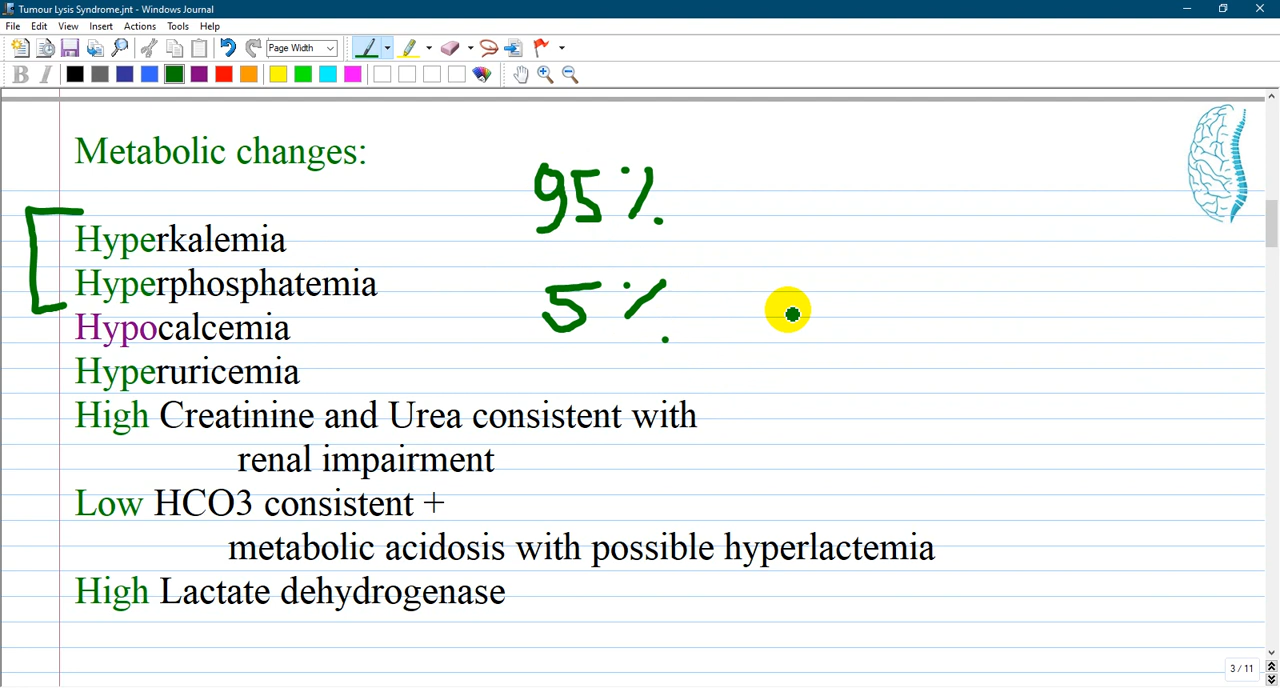 Tumour Lysis Syndrome.jnt - Windows Journal
File Edit View Insert Actions Tools Help
Page Width
B I
Metabolic changes:
95%
Hyperkalemia
Hyperphosphatemia
5%
Hypocalcemia
Hyperuricemia
High Creatinine and Urea consistent with
renal impairment
Low HCO3 consistent +
metabolic acidosis with possible hyperlactemia
High Lactate dehydrogenase
3 / 11